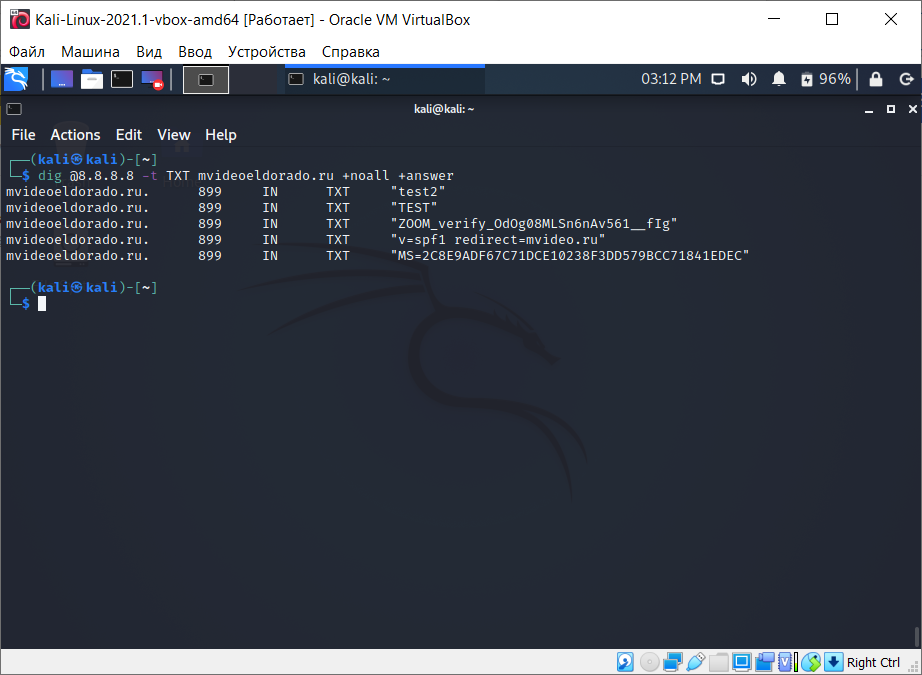 Kali-Linux-2021.1-vbox-amd64 [Работает] - Oracle VM VirtualBox
Файл Машина Вид Ввод Устройства Справка
kali@kali: ~ 03:12 PM 96%
kali@kali: ~
File Actions Edit View Help
┌──(kali㉿kali)-[~]
└─$ dig @8.8.8.8 -t TXT mvideoeldorado.ru +noall +answer
mvideoeldorado.ru. 899 IN TXT "test2"
mvideoeldorado.ru. 899 IN TXT "TEST"
mvideoeldorado.ru. 899 IN TXT "ZOOM_verify_OdOg08MLSn6nAv561__fIg"
mvideoeldorado.ru. 899 IN TXT "v=spf1 redirect=mvideo.ru"
mvideoeldorado.ru. 899 IN TXT "MS=2C8E9ADF67C71DCE10238F3DD579BCC71841EDEC"
┌──(kali㉿kali)-[~]
└─$
Right Ctrl